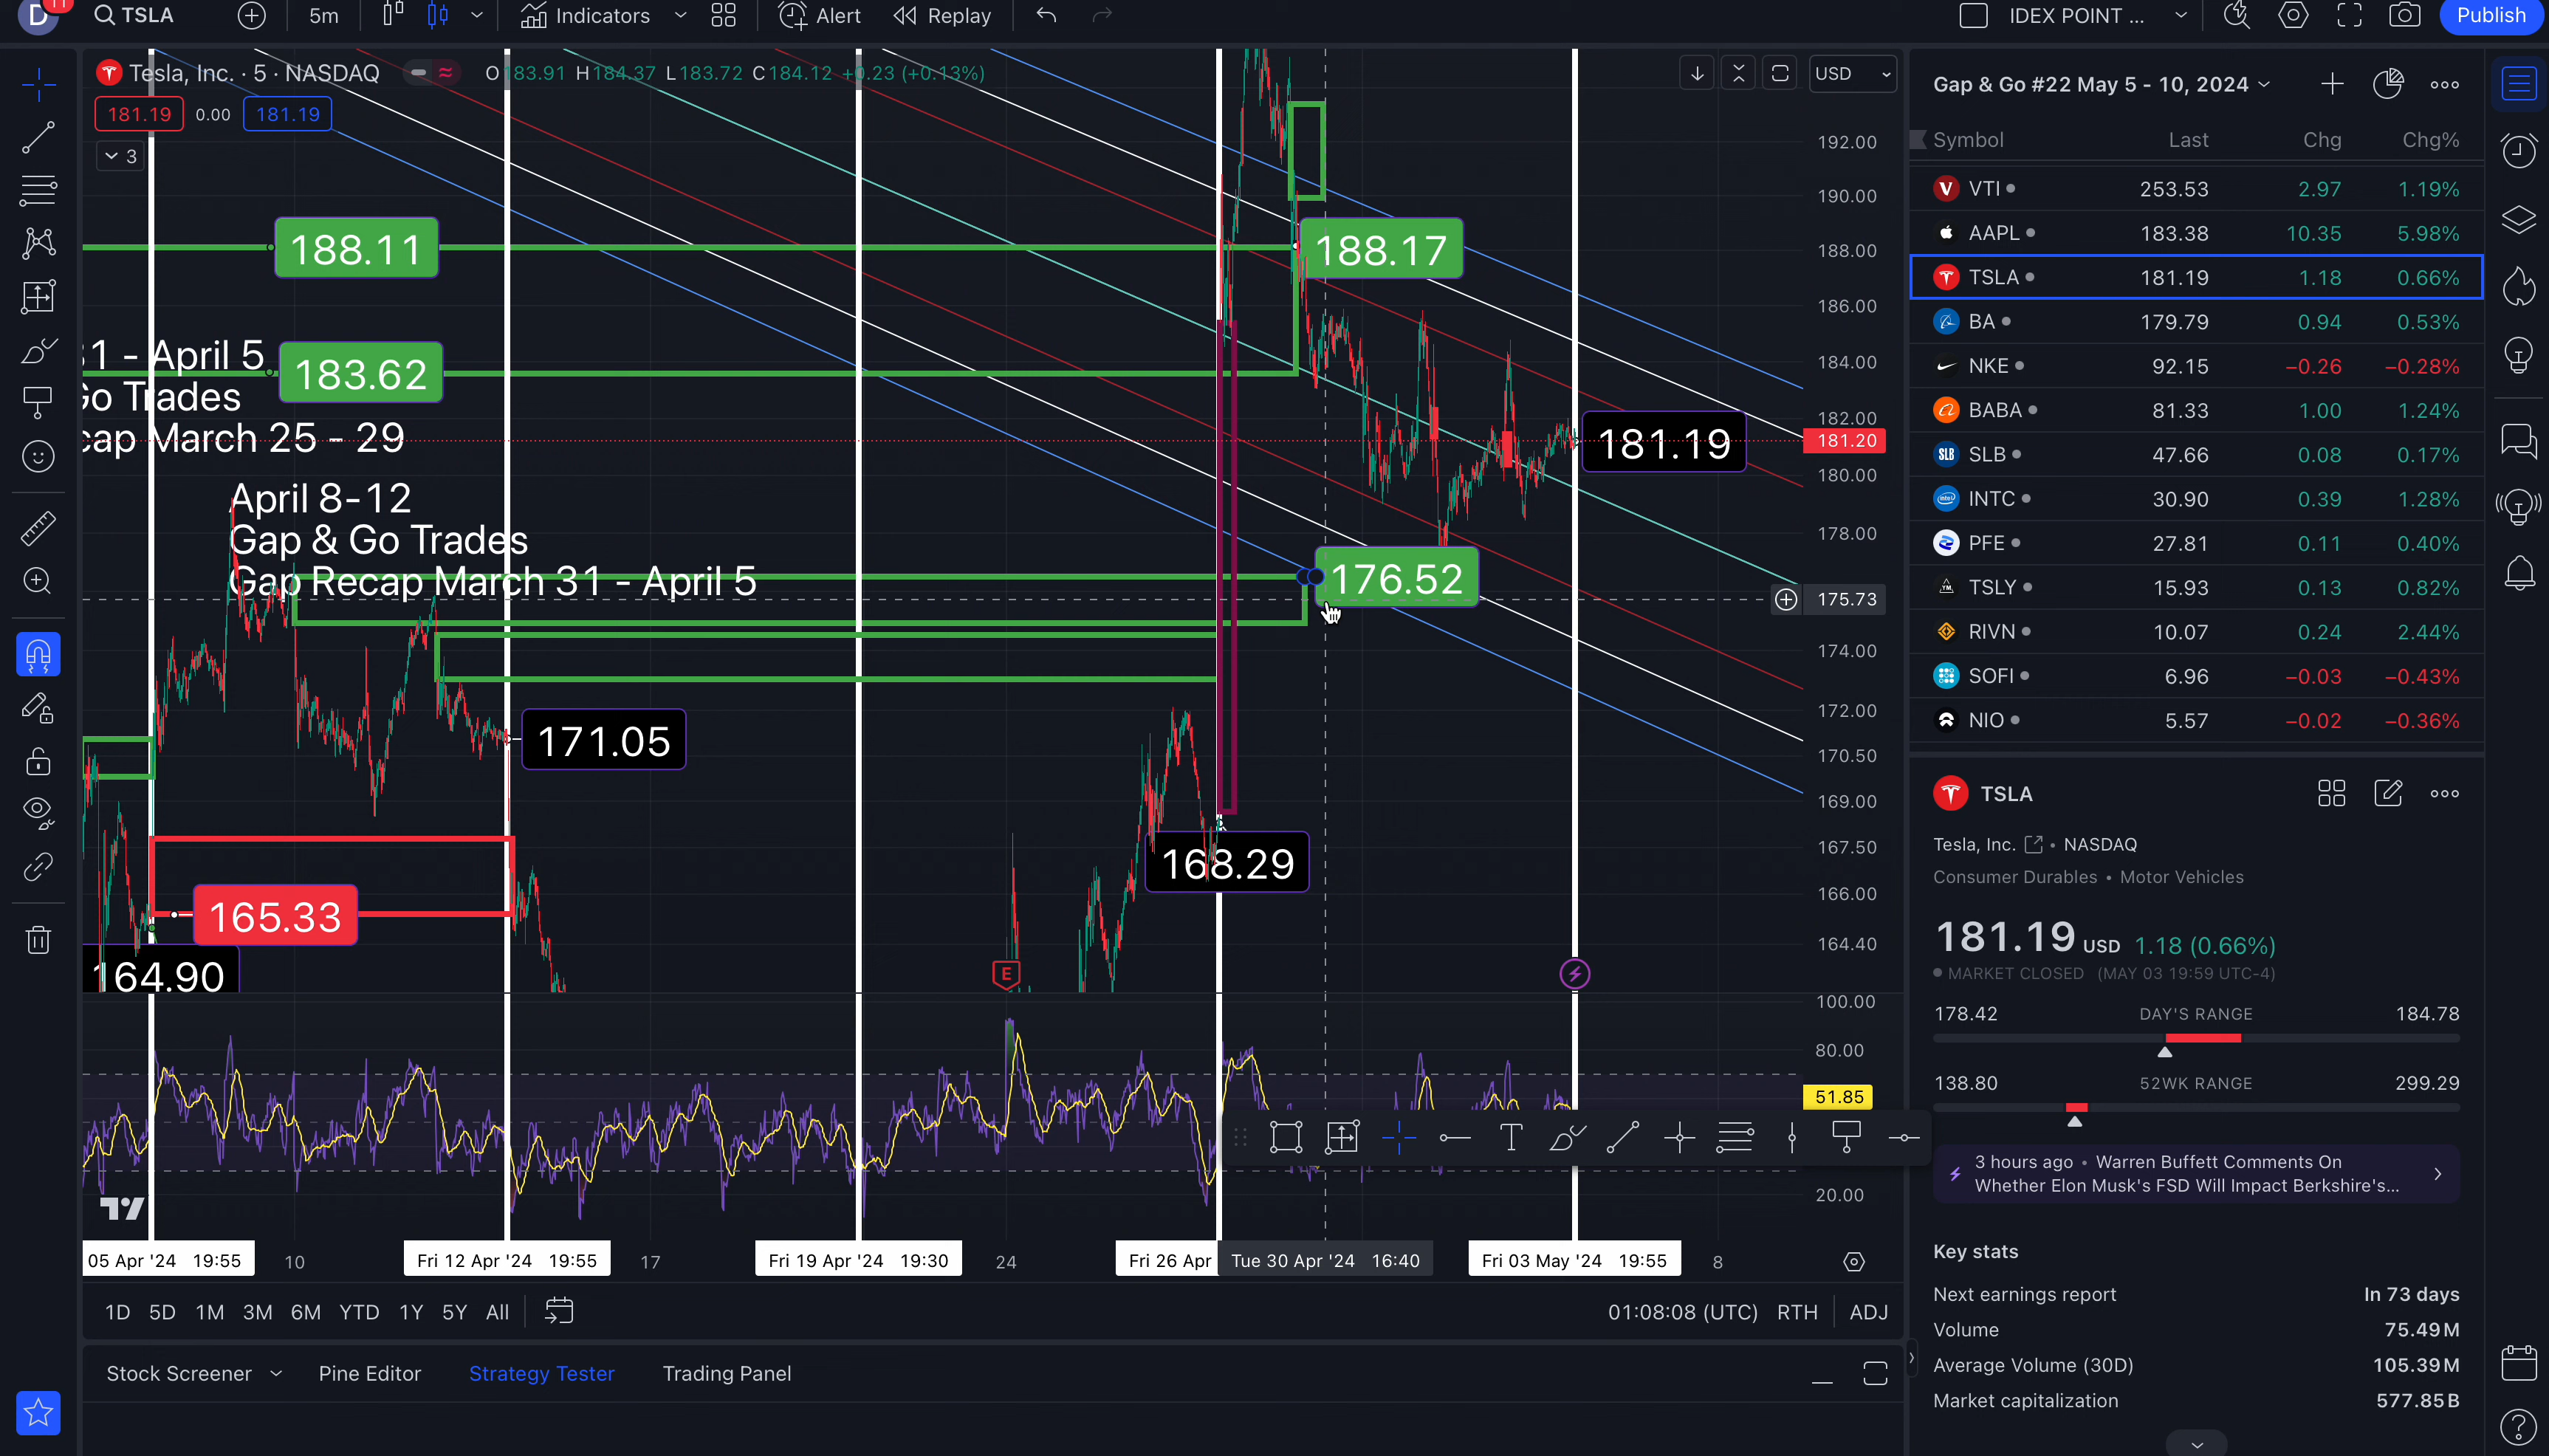 D
11
TSLA
5m
Indicators
Alert
Replay
IDEX POINT ...
Publish
Tesla, Inc. · 5 · NASDAQ
O183.91 H184.37 L183.72 C184.12 +0.23 (+0.13%)
USD
181.19 0.00 181.19
3
188.11
188.17
31 - April 5
183.62
Go Trades
cap March 25 - 29
181.19
April 8-12
Gap & Go Trades
Gap Recap March 31 - April 5
176.52
171.05
168.29
165.33
164.90
E
192.00
190.00
188.00
186.00
184.00
182.00
181.20
180.00
178.00
175.73
174.00
172.00
170.50
169.00
167.50
166.00
164.40
100.00
80.00
51.85
20.00
05 Apr '24 19:55
10
Fri 12 Apr '24 19:55
17
Fri 19 Apr '24 19:30
24
Fri 26 Apr
Tue 30 Apr '24 16:40
Fri 03 May '24 19:55
8
1D 5D 1M 3M 6M YTD 1Y 5Y All
01:08:08 (UTC) RTH ADJ
Stock Screener Pine Editor Strategy Tester Trading Panel
Gap & Go #22 May 5 - 10, 2024
Symbol Last Chg Chg%
VTI 253.53 2.97 1.19%
AAPL 183.38 10.35 5.98%
TSLA 181.19 1.18 0.66%
BA 179.79 0.94 0.53%
NKE 92.15 −0.26 −0.28%
BABA 81.33 1.00 1.24%
SLB 47.66 0.08 0.17%
INTC 30.90 0.39 1.28%
PFE 27.81 0.11 0.40%
TSLY 15.93 0.13 0.82%
RIVN 10.07 0.24 2.44%
SOFI 6.96 −0.03 −0.43%
NIO 5.57 −0.02 −0.36%
TSLA
Tesla, Inc. • NASDAQ
Consumer Durables • Motor Vehicles
181.19 USD 1.18 (0.66%)
MARKET CLOSED (MAY 03 19:59 UTC-4)
178.42 DAY'S RANGE 184.78
138.80 52WK RANGE 299.29
3 hours ago • Warren Buffett Comments On
Whether Elon Musk's FSD Will Impact Berkshire's...
Key stats
Next earnings report In 73 days
Volume 75.49M
Average Volume (30D) 105.39M
Market capitalization 577.85B